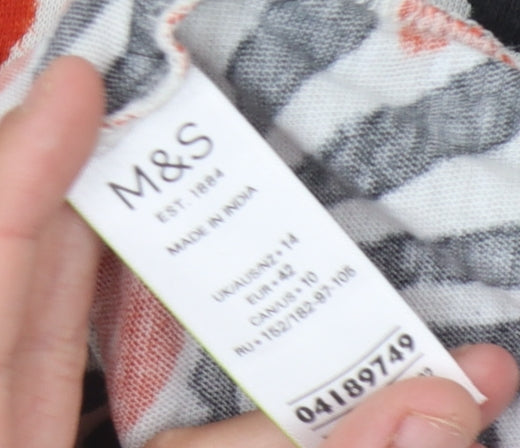 M&S
EST. 1884
MADE IN INDIA
UK/AUS/NZ • 14
EUR • 42
CAN/US • 10
RU • 152/182-97-106
04189749